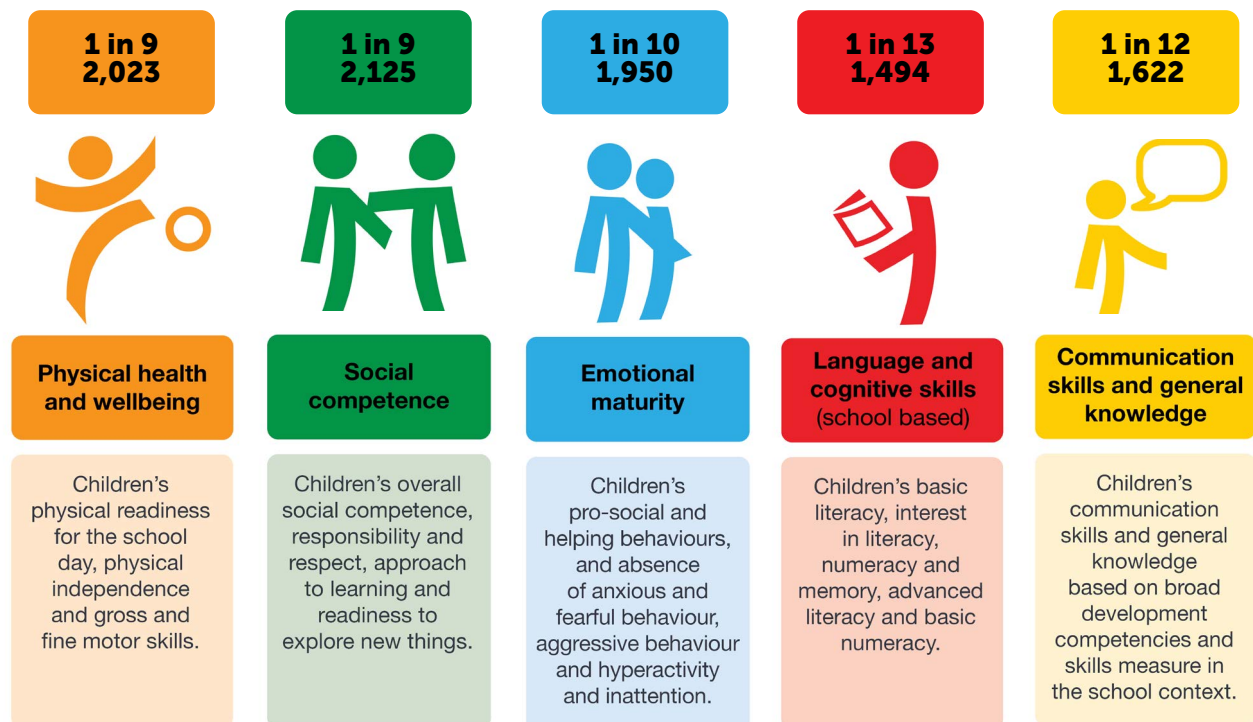 1 in 9
2,023
1 in 9
2,125
1 in 10
1,950
1 in 13
1,494
1 in 12
1,622
Physical health
and wellbeing
Social
competence
Emotional
maturity
Language and
cognitive skills
(school based)
Communication
skills and general
knowledge
Children’s
physical readiness
for the school
day, physical
independence
and gross and
fine motor skills.
Children’s overall
social competence,
responsibility and
respect, approach
to learning and
readiness to
explore new things.
Children’s
pro-social and
helping behaviours,
and absence
of anxious and
fearful behaviour,
aggressive behaviour
and hyperactivity
and inattention.
Children’s basic
literacy, interest
in literacy,
numeracy and
memory, advanced
literacy and basic
numeracy.
Children’s
communication
skills and general
knowledge
based on broad
development
competencies and
skills measure in
the school context.